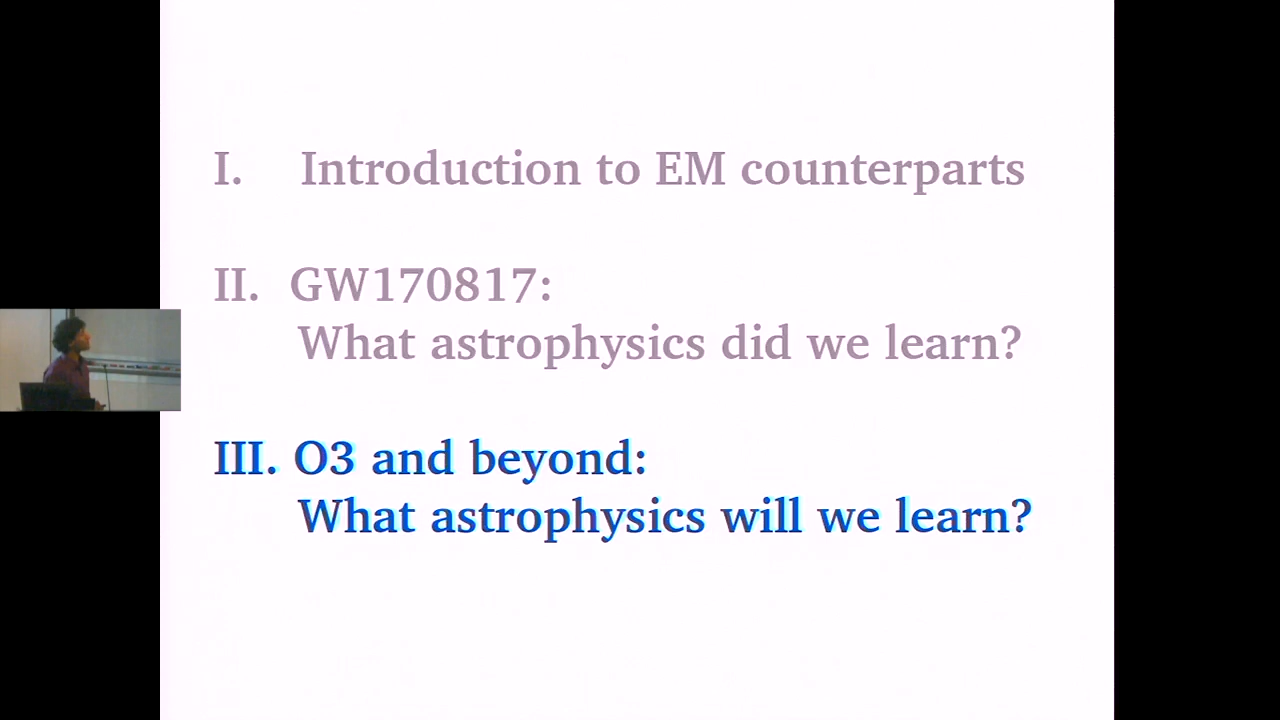 I. Introduction to EM counterparts
II. GW170817:
What astrophysics did we learn?
III. O3 and beyond:
What astrophysics will we learn?